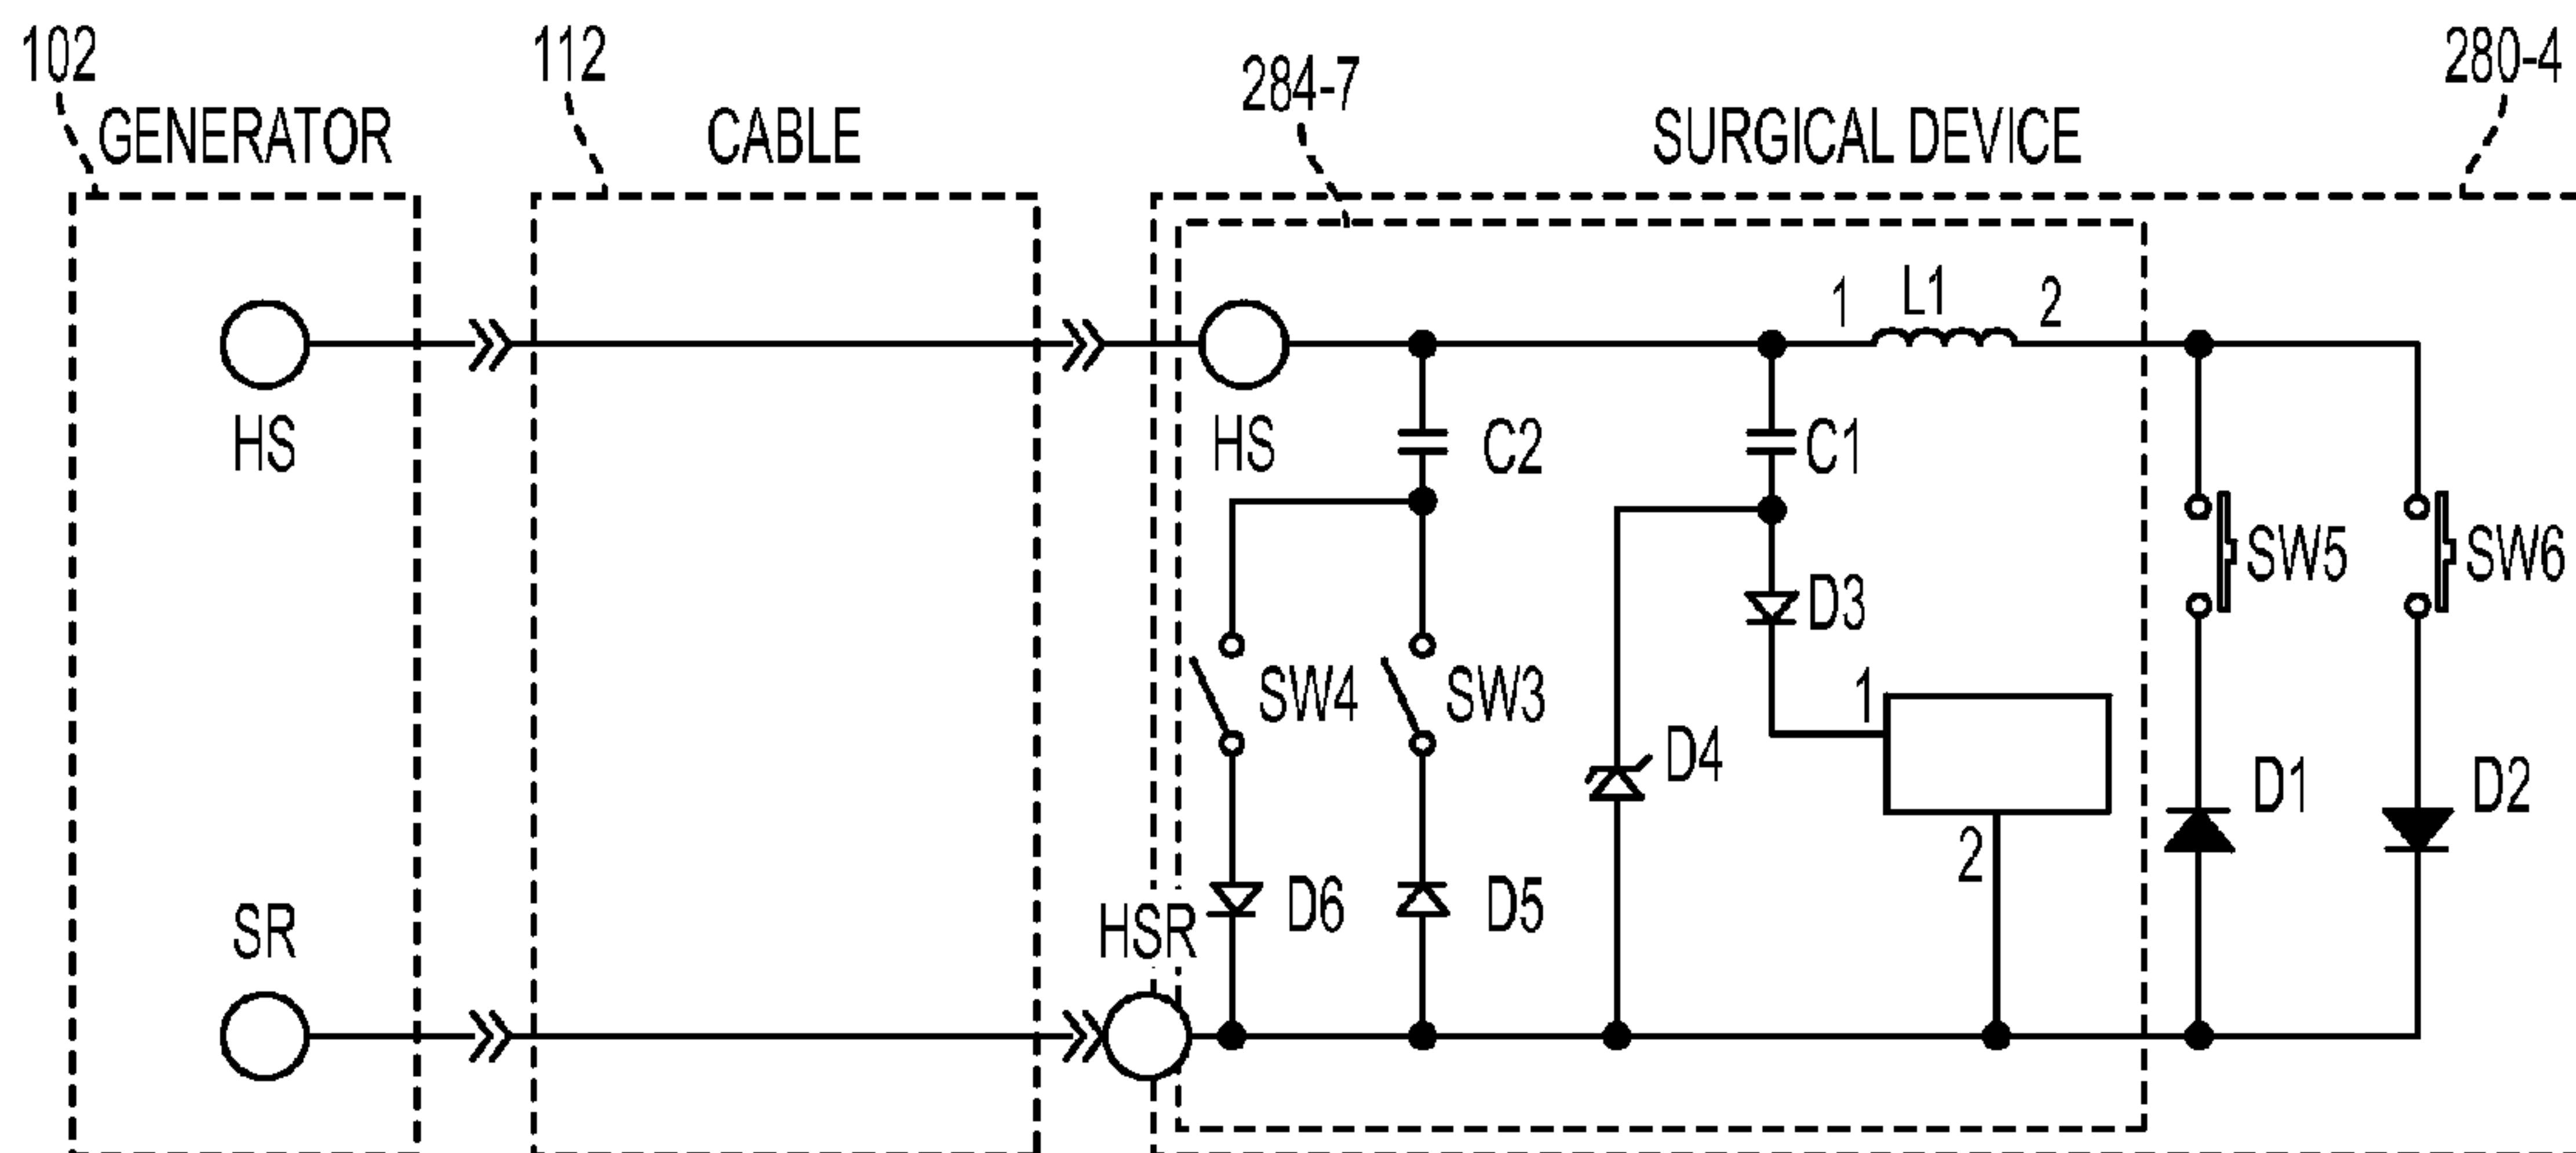 102
112
284-7
280-4
GENERATOR
CABLE
SURGICAL DEVICE
1
L1
2
HS
HS
C2
C1
SW5
SW6
D3
SW4
SW3
1
D4
D1
D2
2
SR
HSR
D6
D5